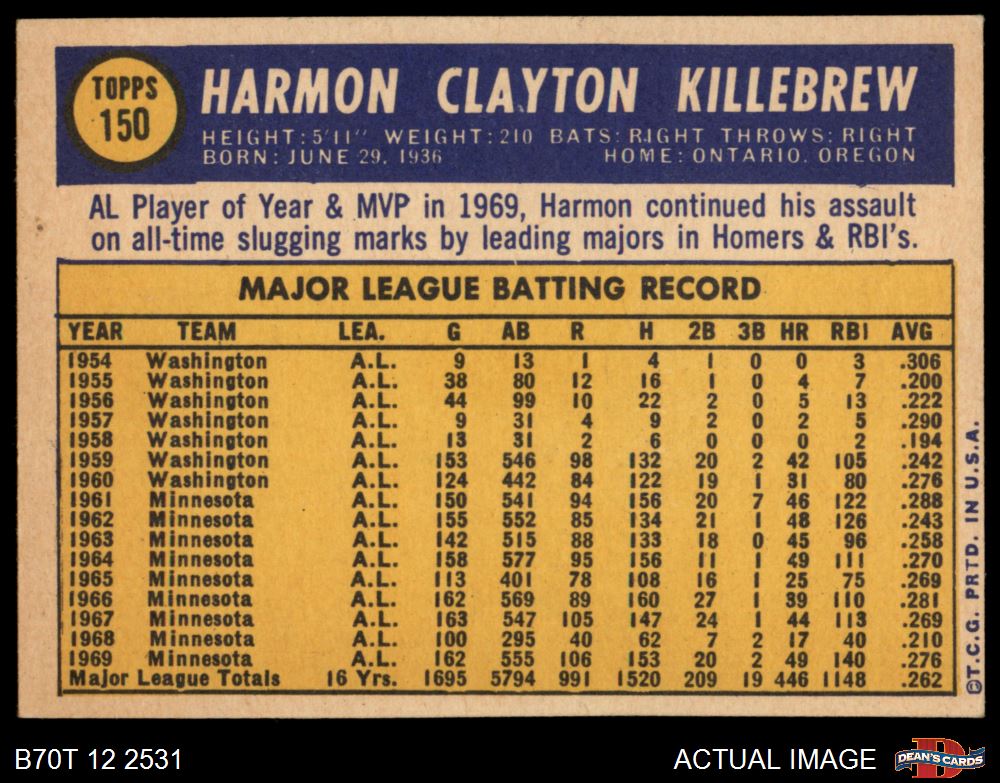 TOPPS
150
HARMON CLAYTON KILLEBREW
HEIGHT: 5'11" WEIGHT: 210 BATS: RIGHT THROWS: RIGHT
BORN: JUNE 29, 1936 HOME: ONTARIO, OREGON
AL Player of Year & MVP in 1969, Harmon continued his assault
on all-time slugging marks by leading majors in Homers & RBI's.
MAJOR LEAGUE BATTING RECORD
YEAR TEAM LEA. G AB R H 2B 3B HR RBI AVG
1954 Washington A.L. 9 13 1 4 1 0 0 3 .306
1955 Washington A.L. 38 80 12 16 1 0 4 7 .200
1956 Washington A.L. 44 99 10 22 2 0 5 13 .222
1957 Washington A.L. 9 31 4 9 2 0 2 5 .290
1958 Washington A.L. 13 31 2 6 0 0 0 2 .194
1959 Washington A.L. 153 546 98 132 20 2 42 105 .242
1960 Washington A.L. 124 442 84 122 19 1 31 80 .276
1961 Minnesota A.L. 150 541 94 156 20 7 46 122 .288
1962 Minnesota A.L. 155 552 85 134 21 1 48 126 .243
1963 Minnesota A.L. 142 515 88 133 18 0 45 96 .258
1964 Minnesota A.L. 158 577 95 156 11 1 49 111 .270
1965 Minnesota A.L. 113 401 78 108 16 1 25 75 .269
1966 Minnesota A.L. 162 569 89 160 27 1 39 110 .281
1967 Minnesota A.L. 163 547 105 147 24 1 44 113 .269
1968 Minnesota A.L. 100 295 40 62 7 2 17 40 .210
1969 Minnesota A.L. 162 555 106 153 20 2 49 140 .276
Major League Totals 16 Yrs. 1695 5794 991 1520 209 19 446 1148 .262
©T.C.G. PRTD. IN U.S.A.
B70T 12 2531
ACTUAL IMAGE
D
DEAN'S CARDS